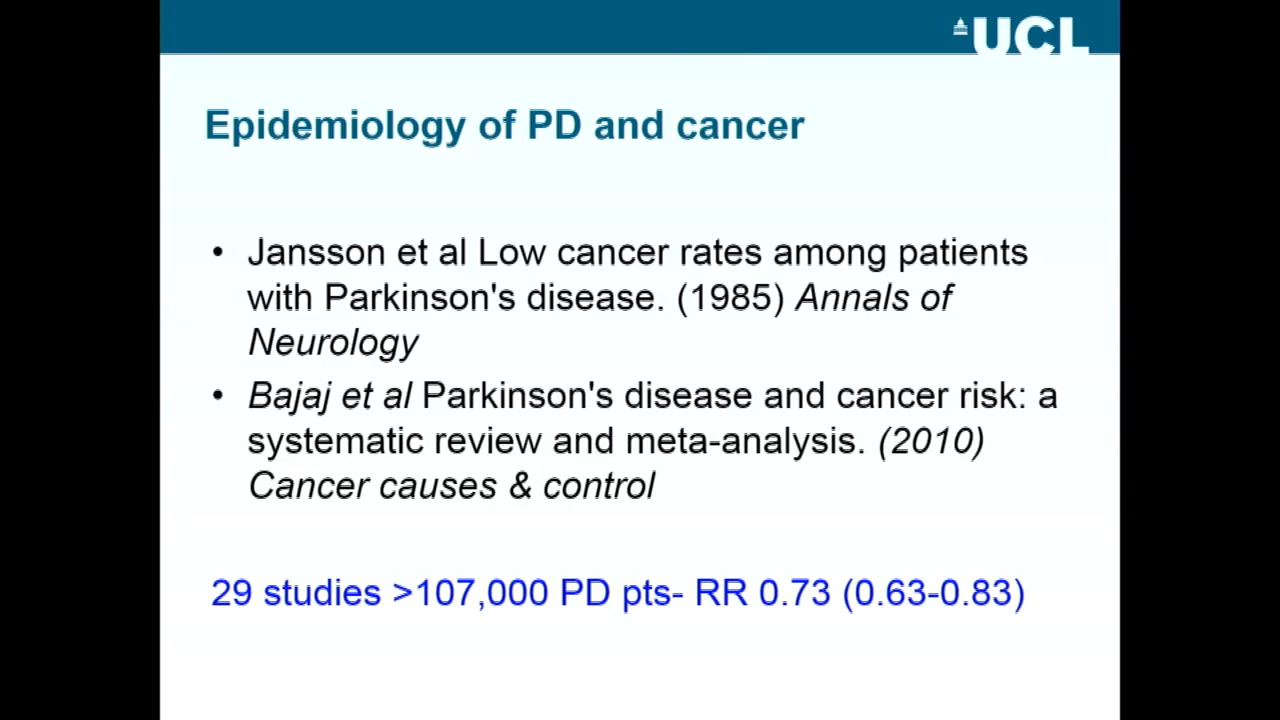 UCL
Epidemiology of PD and cancer
• Jansson et al Low cancer rates among patients
with Parkinson's disease. (1985) Annals of
Neurology
• Bajaj et al Parkinson's disease and cancer risk: a
systematic review and meta-analysis. (2010)
Cancer causes & control
29 studies >107,000 PD pts- RR 0.73 (0.63-0.83)